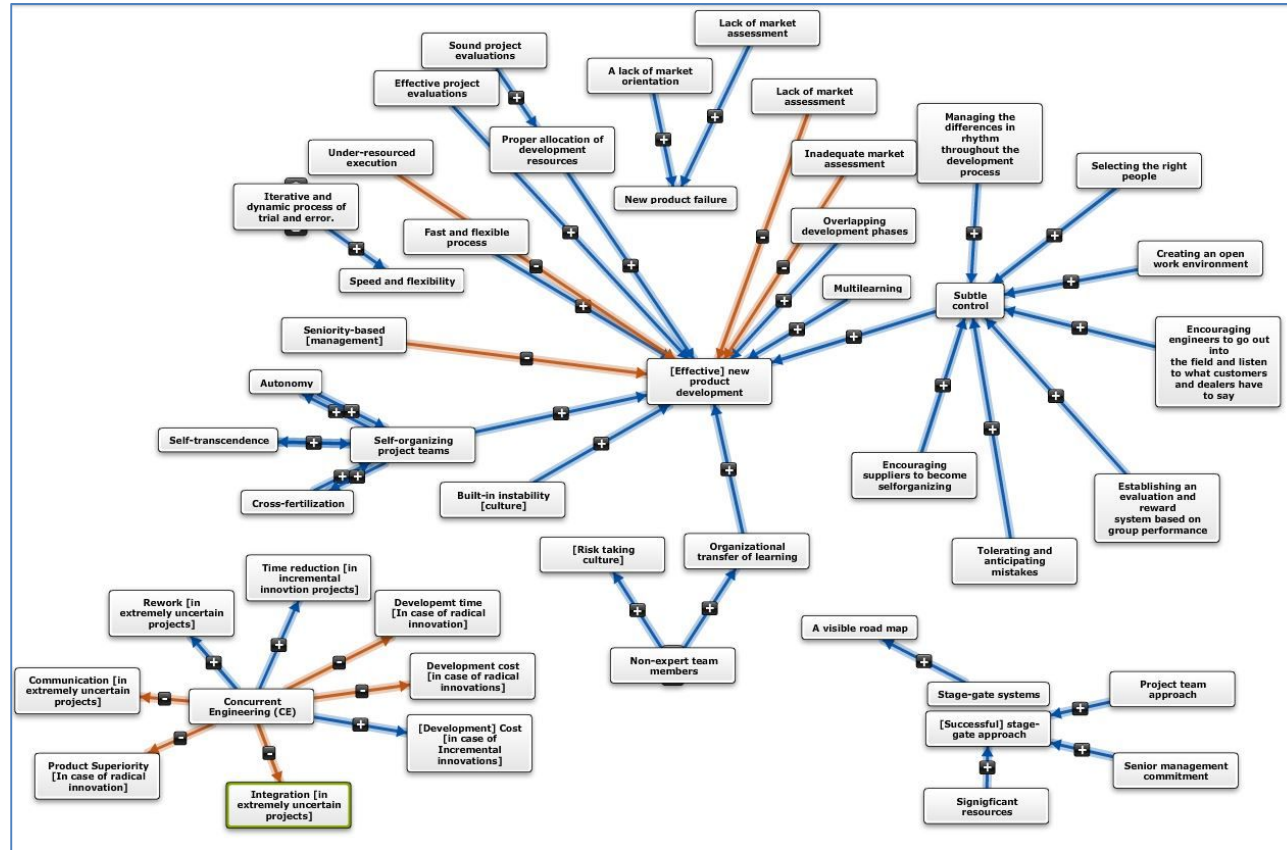 Lack of market
assessment
Sound project
evaluations
A lack of market
orientation
Effective project
evaluations
Lack of market
assessment
Managing the
differences in
rhythm
throughout the
development
process
Proper allocation of
development
resources
Under-resourced
execution
Inadequate market
assessment
Selecting the right
people
Iterative and
dynamic process of
trial and error.
New product failure
Overlapping
development phases
Fast and flexible
process
Creating an open
work environment
Speed and flexibility
Multilearning
Subtle
control
Seniority-based
[management]
Encouraging
engineers to go out
into
the field and listen
to what customers
and dealers have
to say
[Effective] new
product
development
Autonomy
Self-transcendence
Self-organizing
project teams
Cross-fertilization
Built-in instability
[culture]
Encouraging
suppliers to become
selforganizing
Establishing an
evaluation and
reward
system based on
group performance
[Risk taking
culture]
Organizational
transfer of learning
Tolerating and
anticipating
mistakes
Time reduction [in
incremental
innovtion projects]
Rework [in
extremely uncertain
projects]
Developemt time
[In case of radical
innovation]
A visible road map
Non-expert team
members
Communication [in
extremely uncertain
projects]
Development cost
[in case of radical
innovations]
Concurrent
Engineering (CE)
Stage-gate systems
Project team
approach
[Successful] stage-
gate approach
[Development] Cost
[in case of
Incremental
innovations]
Product Superiority
[In case of radical
innovation]
Senior management
commitment
Integration [in
extremely uncertain
projects]
Signigficant
resources